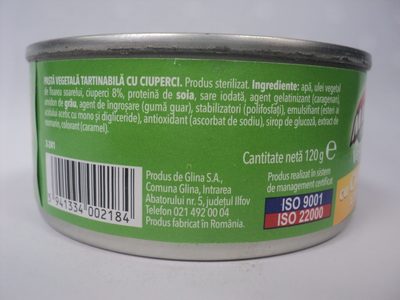 PASTĂ VEGETALĂ TARTINABILĂ CU CIUPERCI. Produs sterilizat. Ingrediente: apă, ulei vegetal
de floarea soarelui, ciuperci 8%, proteină de soia, sare iodată, agent gelatinizant (caragenan),
amidon de grâu, agent de îngroșare (gumă guar), stabilizatori (polifosfați), emulsifiant (esteri ai
acidului acetic cu mono și digliceride), antioxidant (ascorbat de sodiu), sirop de glucoză, extract de
rozmarin, colorant (caramel).
Cantitate netă 120 g e
Produs de Glina S.A.,
Comuna Glina, Intrarea
Abatorului nr. 5, județul Ilfov
Telefon 021 492 00 04
Produs fabricat în România.
Produs realizat în sistem
de management certificat.
ISO 9001
ISO 22000
5 941334 002184